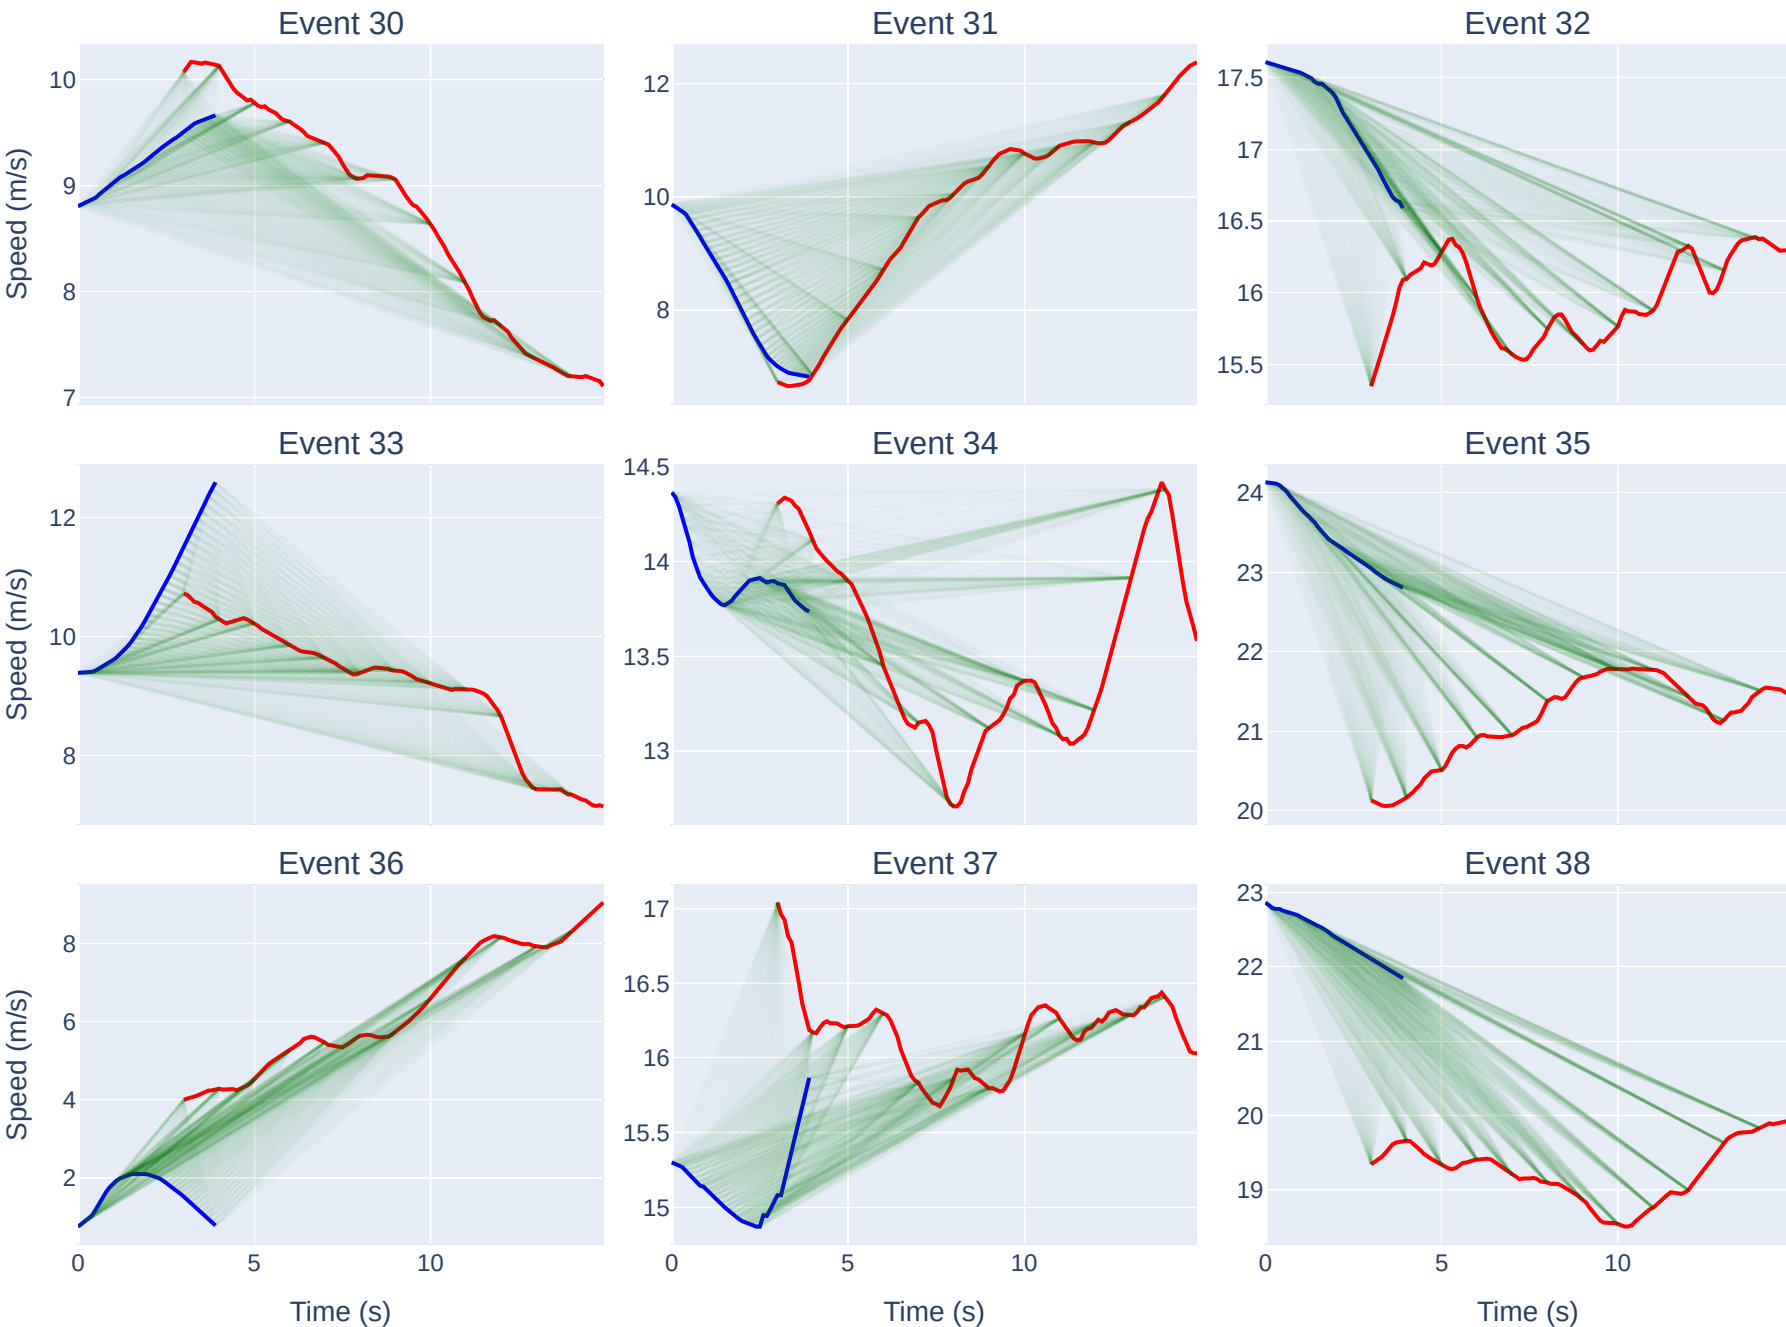 Event 30
Event 31
Event 32
10
9
8
7
Speed (m/s)
12
10
8
17.5
17
16.5
16
15.5
Event 33
Event 34
Event 35
12
10
8
Speed (m/s)
14.5
14
13.5
13
24
23
22
21
20
Event 36
Event 37
Event 38
8
6
4
2
Speed (m/s)
17
16.5
16
15.5
15
23
22
21
20
19
0 5 10
0 5 10
0 5 10
Time (s)
Time (s)
Time (s)